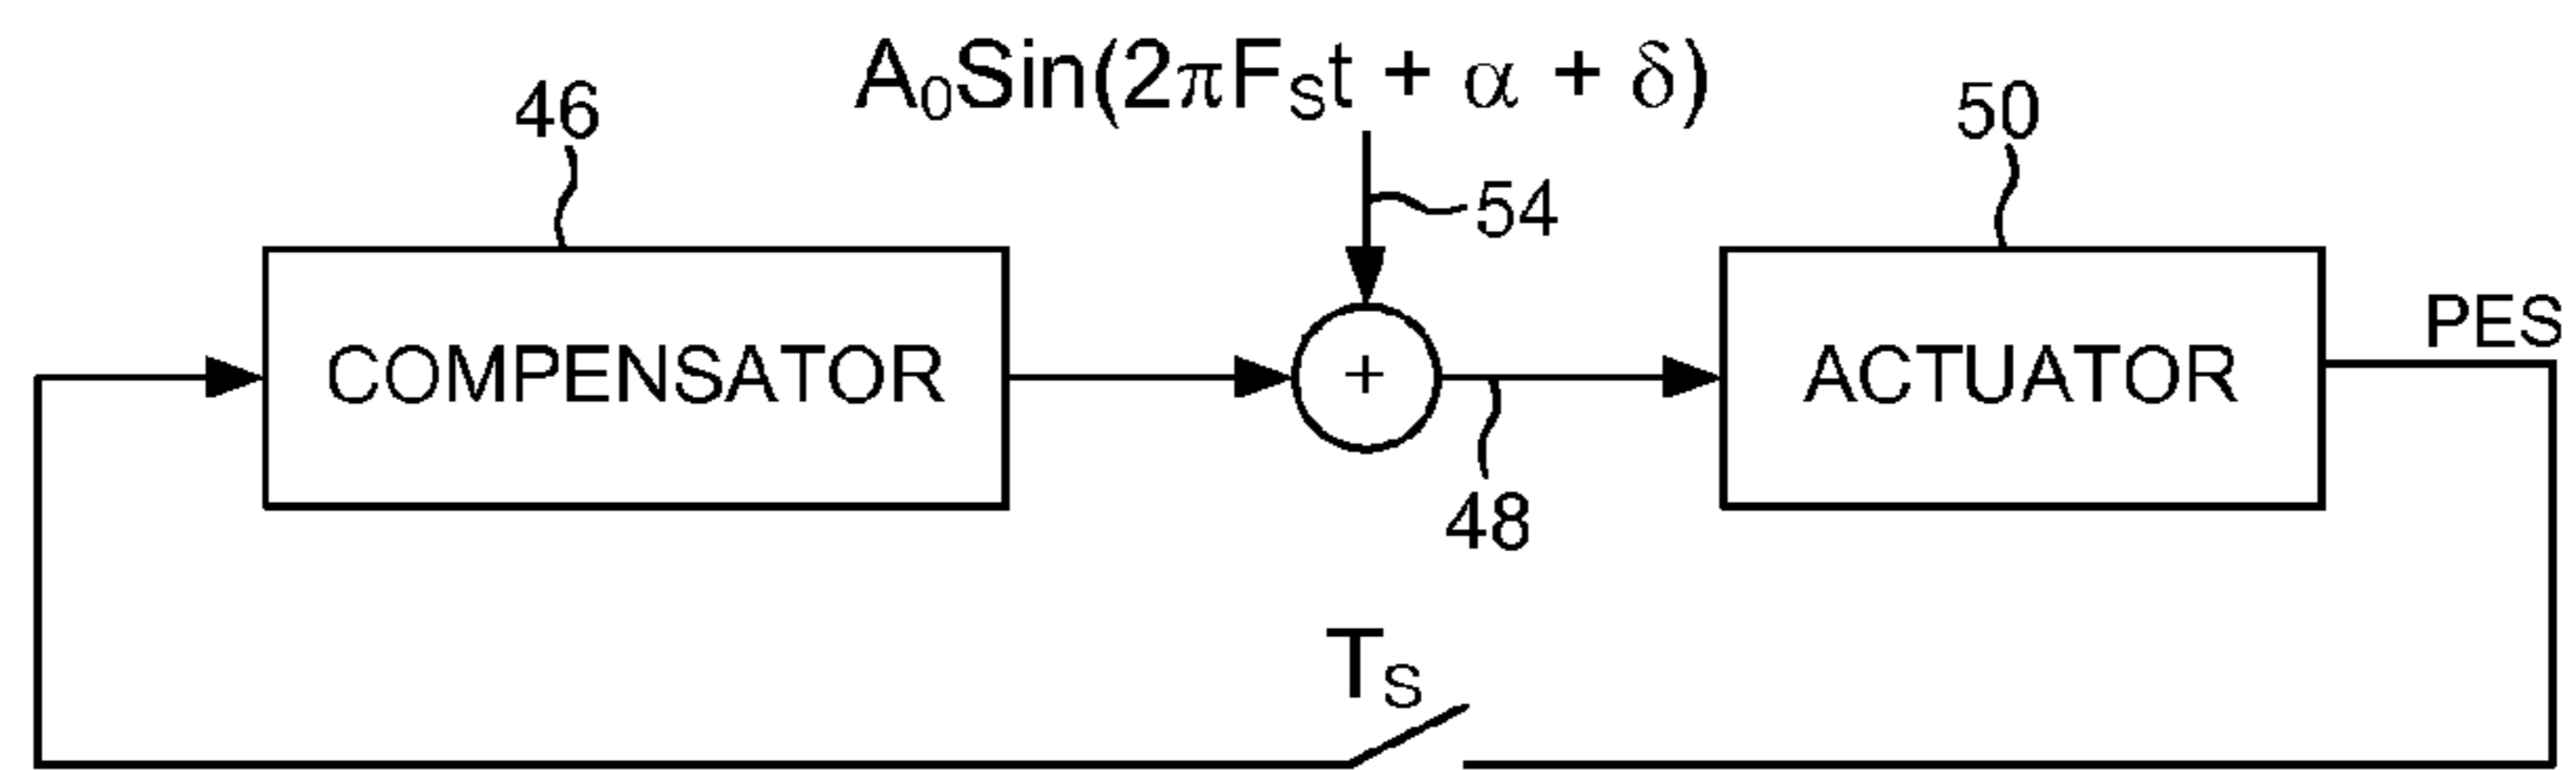 A₀Sin(2πFₛt + α + δ)
46
50
54
COMPENSATOR
+
ACTUATOR
PES
48
Tₛ